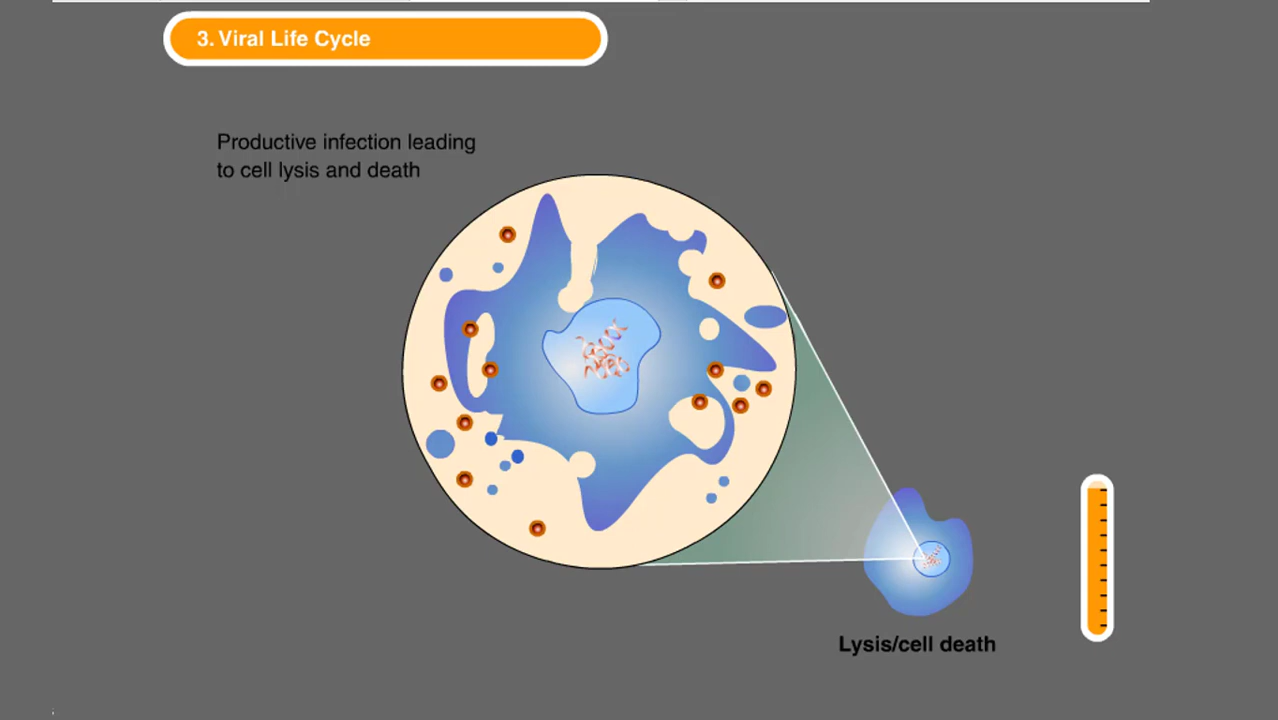 3. Viral Life Cycle
Productive infection leading
to cell lysis and death
Lysis/cell death